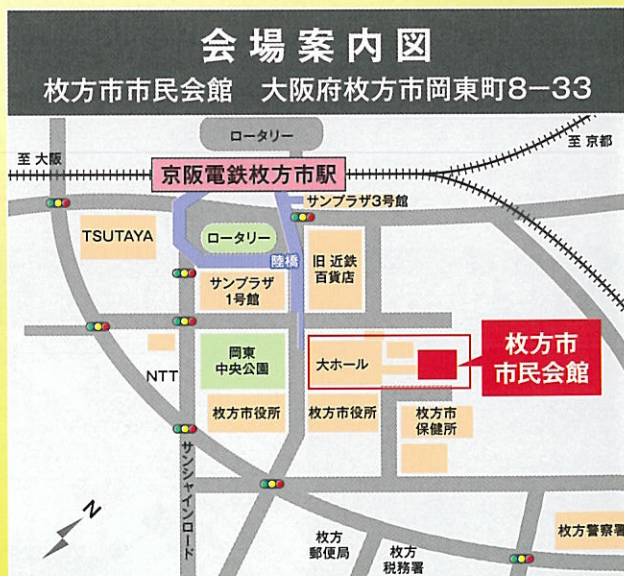 会場案内図
枚方市市民会館 大阪府枚方市岡東町8−33
ロータリー
至 大阪
至 京都
京阪電鉄枚方市駅
サンプラザ3号館
TSUTAYA
ロータリー
陸橋
旧 近鉄
百貨店
サンプラザ
1号館
岡東
中央公園
大ホール
枚方市
市民会館
NTT
枚方市役所
枚方市役所
枚方市
保健所
サンシャインロード
N
枚方
郵便局
枚方
税務署
枚方警察署